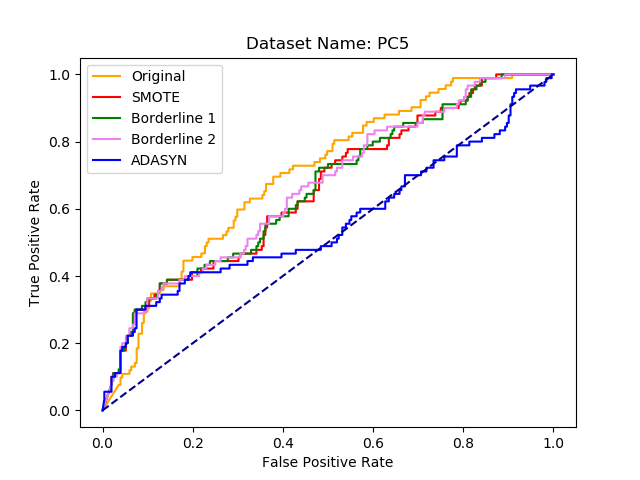 Dataset Name: PC5
Original
SMOTE
Borderline 1
Borderline 2
ADASYN
True Positive Rate
1.0
0.8
0.6
0.4
0.2
0.0
0.0 0.2 0.4 0.6 0.8 1.0
False Positive Rate